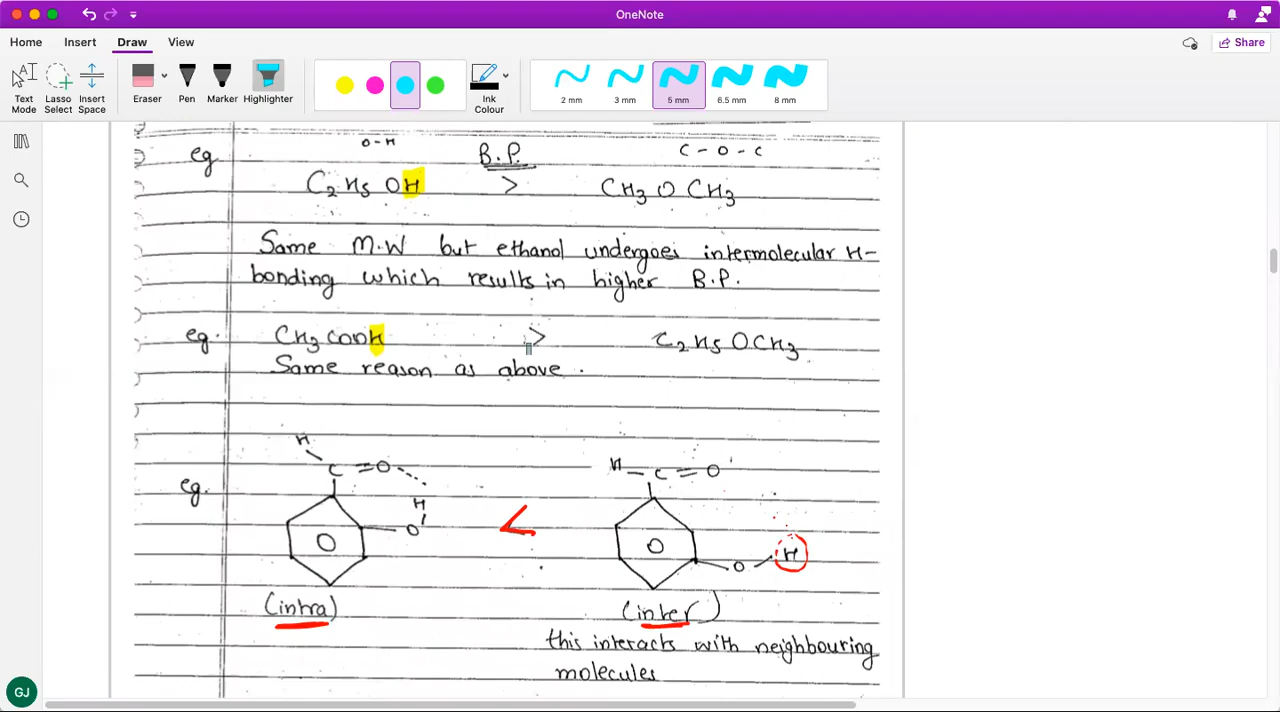 OneNote
Home Insert Draw View
Share
Text Mode
Lasso Select
Insert Space
Eraser
Pen
Marker
Highlighter
Ink Colour
2 mm
3 mm
5 mm
6.5 mm
8 mm
O-H
C-O-C
eg
B.P.
C2H5OH > CH3OCH3
Same M.W but ethanol undergoes intermolecular H-
bonding which results in higher B.P.
eg. CH3COOH > C2H5OCH3
Same reason as above.
H
C=O
H
O
O
eg.
<
H-C=O
O
O
H
(intra)
(inter)
this interacts with neighbouring
molecules
GJ